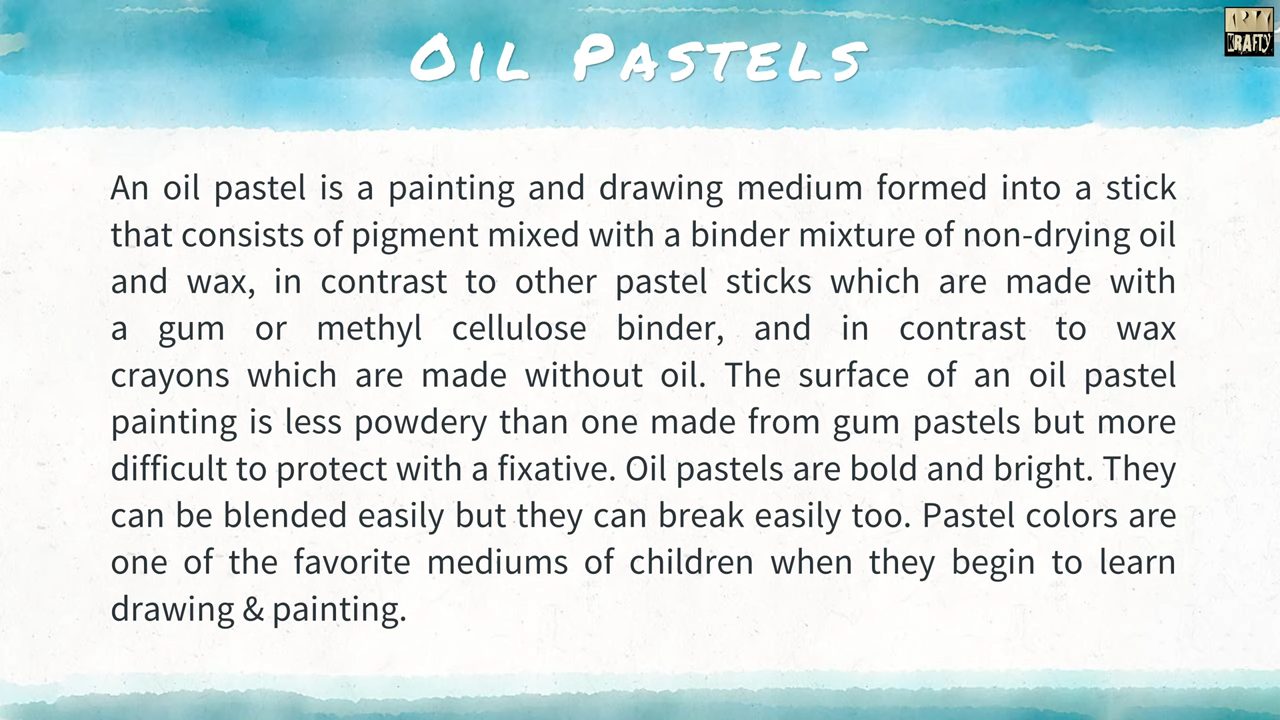 Oil Pastels
ARTY
KRAFTY
An oil pastel is a painting and drawing medium formed into a stick
that consists of pigment mixed with a binder mixture of non-drying oil
and wax, in contrast to other pastel sticks which are made with
a gum or methyl cellulose binder, and in contrast to wax
crayons which are made without oil. The surface of an oil pastel
painting is less powdery than one made from gum pastels but more
difficult to protect with a fixative. Oil pastels are bold and bright. They
can be blended easily but they can break easily too. Pastel colors are
one of the favorite mediums of children when they begin to learn
drawing & painting.